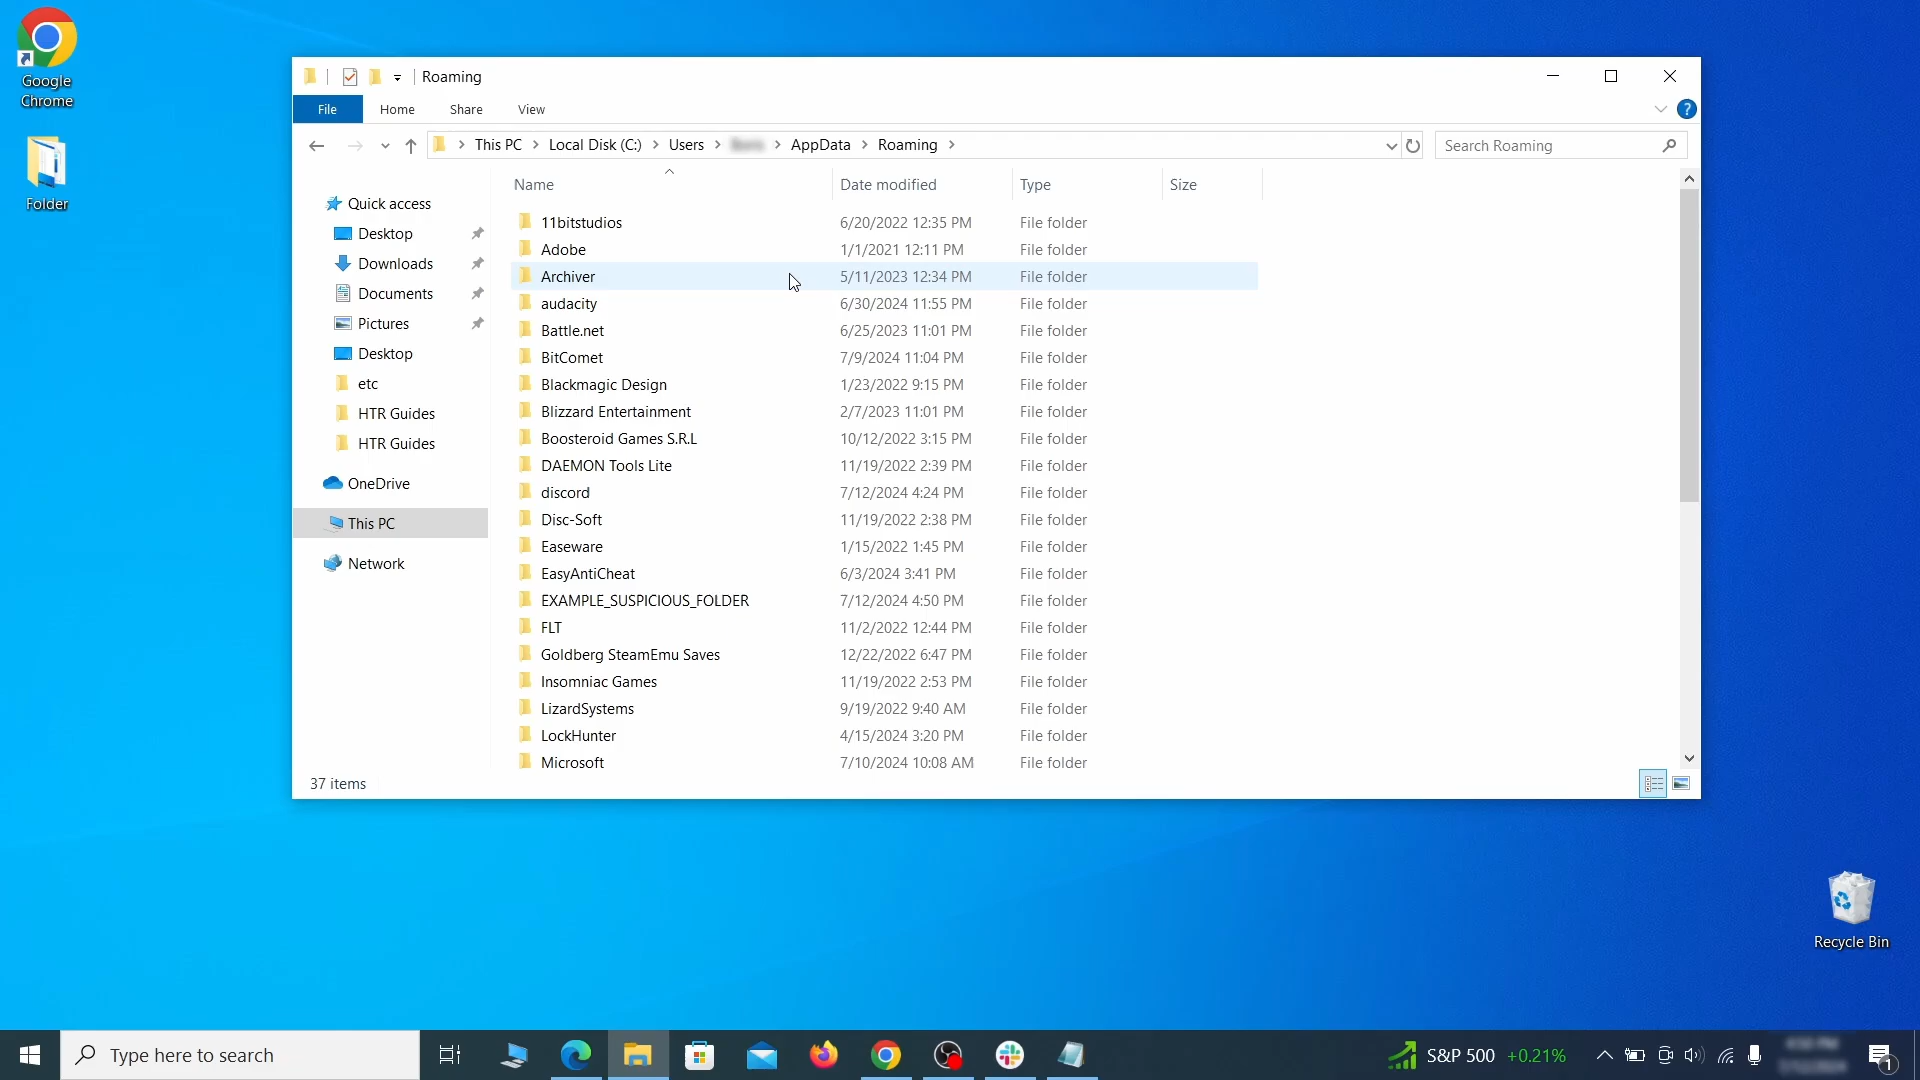 Google
Chrome
Folder
Roaming
File Home Share View
This PC Local Disk (C:) Users AppData Roaming
Search Roaming
Name Date modified Type Size
Quick access
Desktop
Downloads
Documents
Pictures
Desktop
etc
HTR Guides
HTR Guides
OneDrive
This PC
Network
11bitstudios 6/20/2022 12:35 PM File folder
Adobe 1/1/2021 12:11 PM File folder
Archiver 5/11/2023 12:34 PM File folder
audacity 6/30/2024 11:55 PM File folder
Battle.net 6/25/2023 11:01 PM File folder
BitComet 7/9/2024 11:04 PM File folder
Blackmagic Design 1/23/2022 9:15 PM File folder
Blizzard Entertainment 2/7/2023 11:01 PM File folder
Boosteroid Games S.R.L 10/12/2022 3:15 PM File folder
DAEMON Tools Lite 11/19/2022 2:39 PM File folder
discord 7/12/2024 4:24 PM File folder
Disc-Soft 11/19/2022 2:38 PM File folder
Easeware 1/15/2022 1:45 PM File folder
EasyAntiCheat 6/3/2024 3:41 PM File folder
EXAMPLE_SUSPICIOUS_FOLDER 7/12/2024 4:50 PM File folder
FLT 11/2/2022 12:44 PM File folder
Goldberg SteamEmu Saves 12/22/2022 6:47 PM File folder
Insomniac Games 11/19/2022 2:53 PM File folder
LizardSystems 9/19/2022 9:40 AM File folder
LockHunter 4/15/2024 3:20 PM File folder
Microsoft 7/10/2024 10:08 AM File folder
37 items
Recycle Bin
Type here to search
S&P 500 +0.21%
1